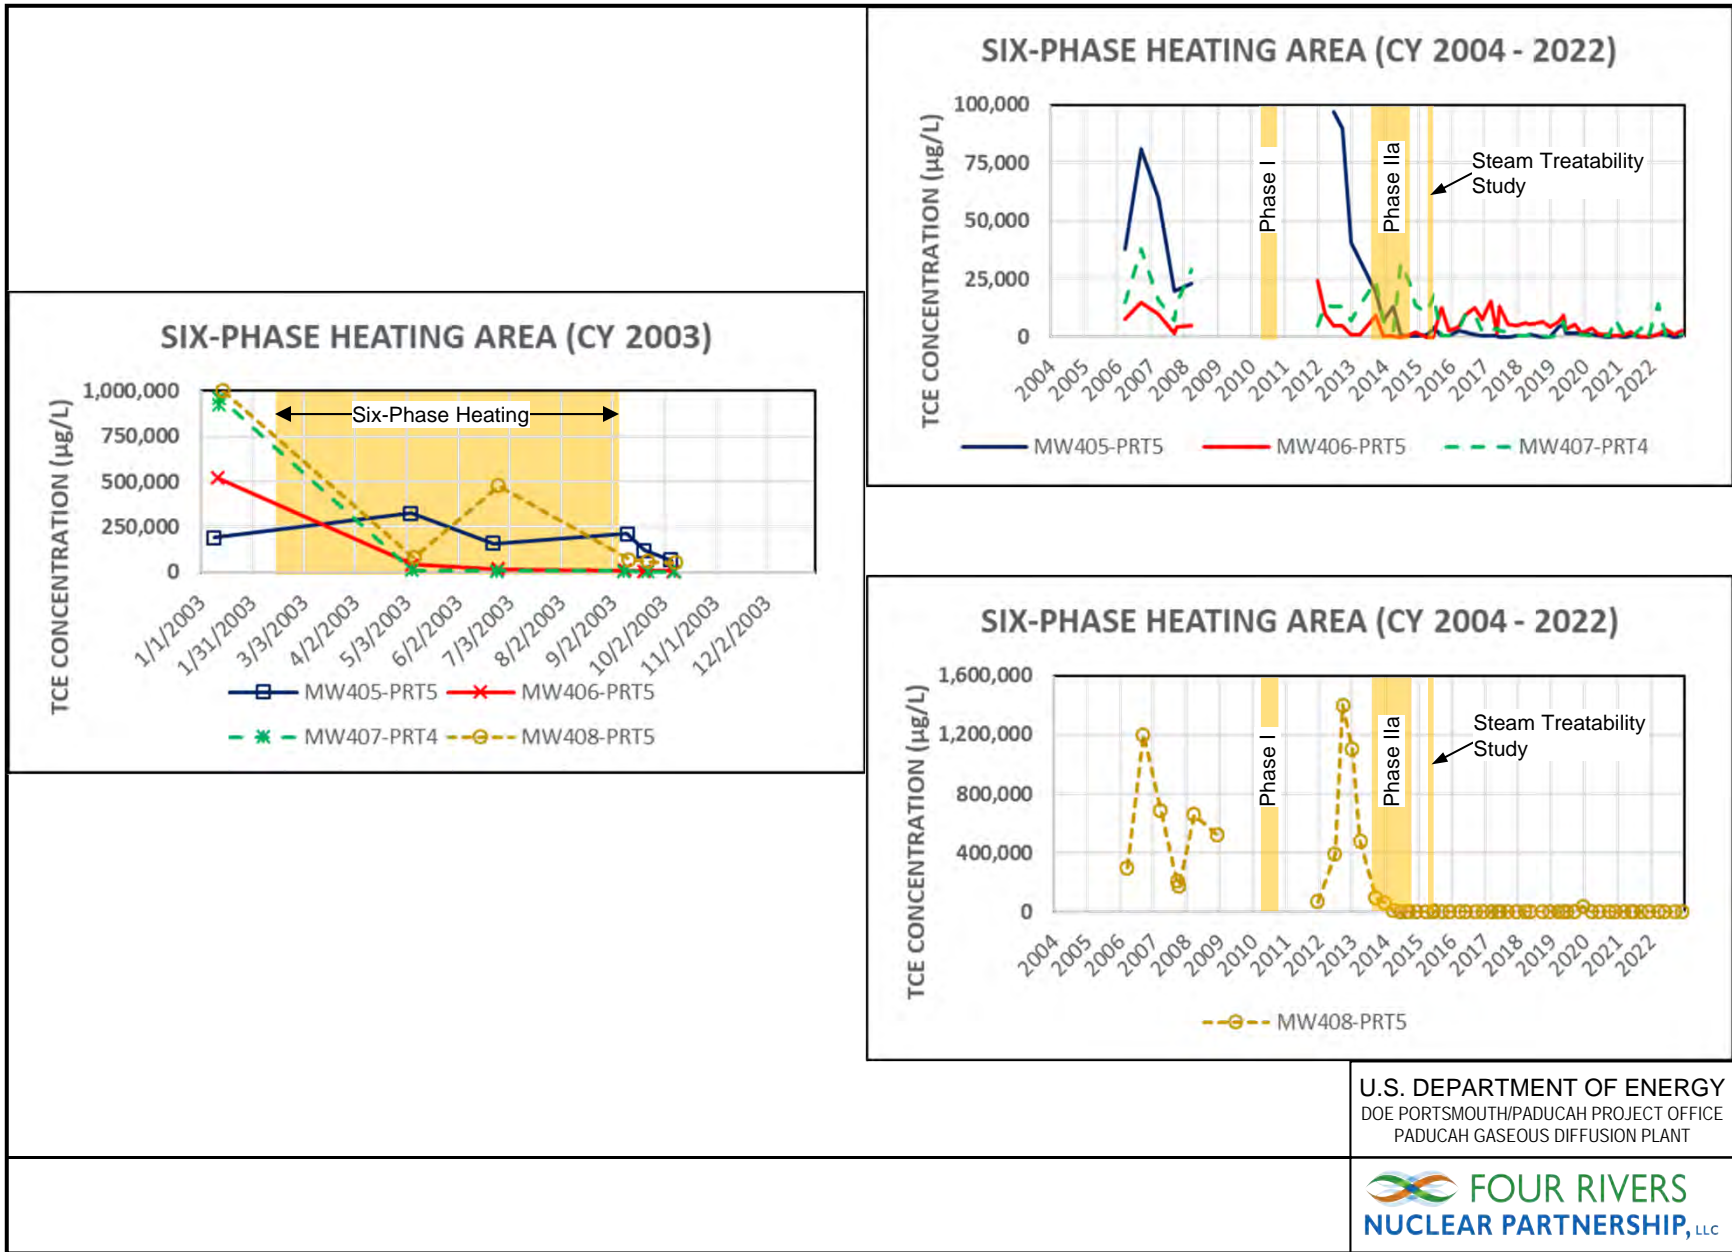 SIX-PHASE HEATING AREA (CY 2003)
TCE CONCENTRATION (µg/L)
1,000,000
750,000
500,000
250,000
0
Six-Phase Heating
1/1/2003
1/31/2003
3/3/2003
4/2/2003
5/3/2003
6/2/2003
7/3/2003
8/2/2003
9/2/2003
10/2/2003
11/1/2003
12/2/2003
MW405-PRT5
MW406-PRT5
MW407-PRT4
MW408-PRT5
SIX-PHASE HEATING AREA (CY 2004 - 2022)
TCE CONCENTRATION (µg/L)
100,000
75,000
50,000
25,000
0
Phase I
Phase IIa
Steam Treatability
Study
2004
2005
2006
2007
2008
2009
2010
2011
2012
2013
2014
2015
2016
2017
2018
2019
2020
2021
2022
MW405-PRT5
MW406-PRT5
MW407-PRT4
SIX-PHASE HEATING AREA (CY 2004 - 2022)
TCE CONCENTRATION (µg/L)
1,600,000
1,200,000
800,000
400,000
0
Phase I
Phase IIa
Steam Treatability
Study
2004
2005
2006
2007
2008
2009
2010
2011
2012
2013
2014
2015
2016
2017
2018
2019
2020
2021
2022
MW408-PRT5
U.S. DEPARTMENT OF ENERGY
DOE PORTSMOUTH/PADUCAH PROJECT OFFICE
PADUCAH GASEOUS DIFFUSION PLANT
FOUR RIVERS
NUCLEAR PARTNERSHIP, LLC